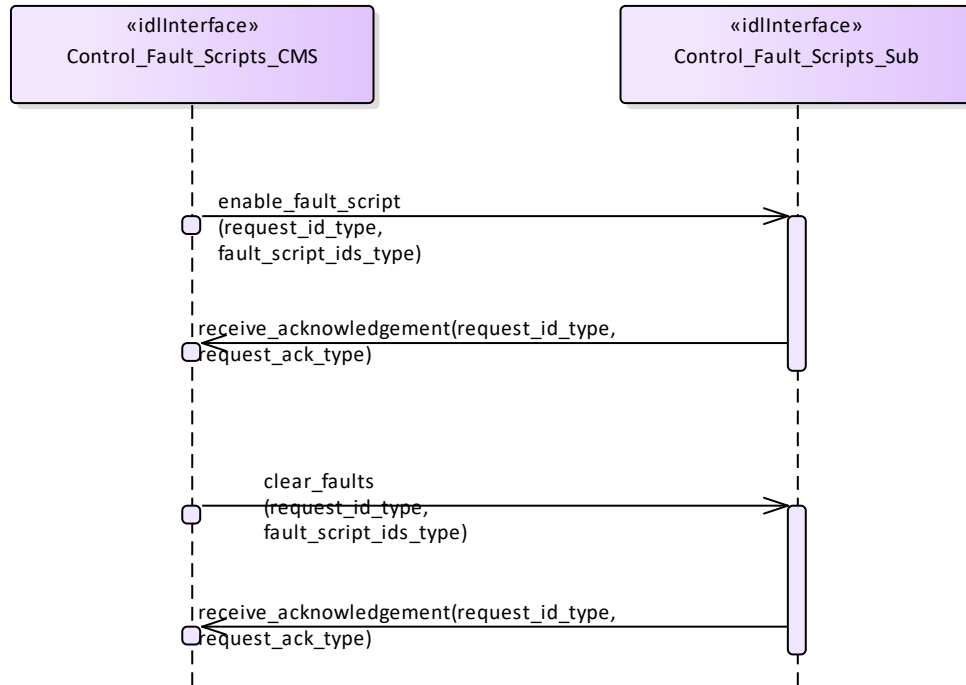 «idlInterface»
Control_Fault_Scripts_CMS
«idlInterface»
Control_Fault_Scripts_Sub
enable_fault_script
(request_id_type,
fault_script_ids_type)
receive_acknowledgement(request_id_type,
request_ack_type)
clear_faults
(request_id_type,
fault_script_ids_type)
receive_acknowledgement(request_id_type,
request_ack_type)